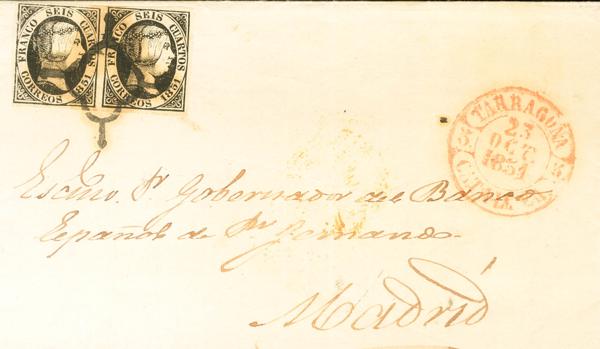 FRANCO SEIS CUARTOS
CORREOS 1851
FRANCO SEIS CUARTOS
CORREOS 1851
TARRAGONA
23
OCT.
1851
Escmo. Sr. Gobernador del Banco
Español de Sn Fernando.
Madrid